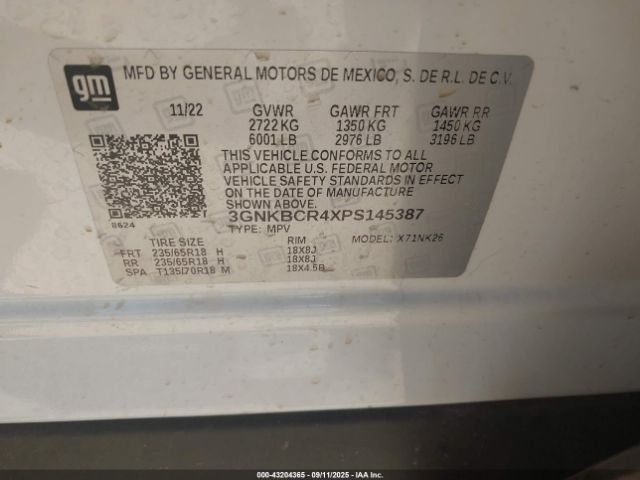 gm MFD BY GENERAL MOTORS DE MEXICO, S. DE R.L. DE C.V.
11/22 GVWR GAWR FRT GAWR RR
2722 KG 1350 KG 1450 KG
6001 LB 2976 LB 3196 LB
THIS VEHICLE CONFORMS TO ALL
APPLICABLE U.S. FEDERAL MOTOR
VEHICLE SAFETY STANDARDS IN EFFECT
ON THE DATE OF MANUFACTURE
SHOWN ABOVE.
8624 3GNKBCR4XPS145387
TYPE: MPV MODEL: X71NK26
TIRE SIZE RIM
FRT 235/65R18 H 18X8J
RR 235/65R18 H 18X8J
SPA T135/70R18 M 18X4.5B
000-43204365 - 09/11/2025 - IAA Inc.